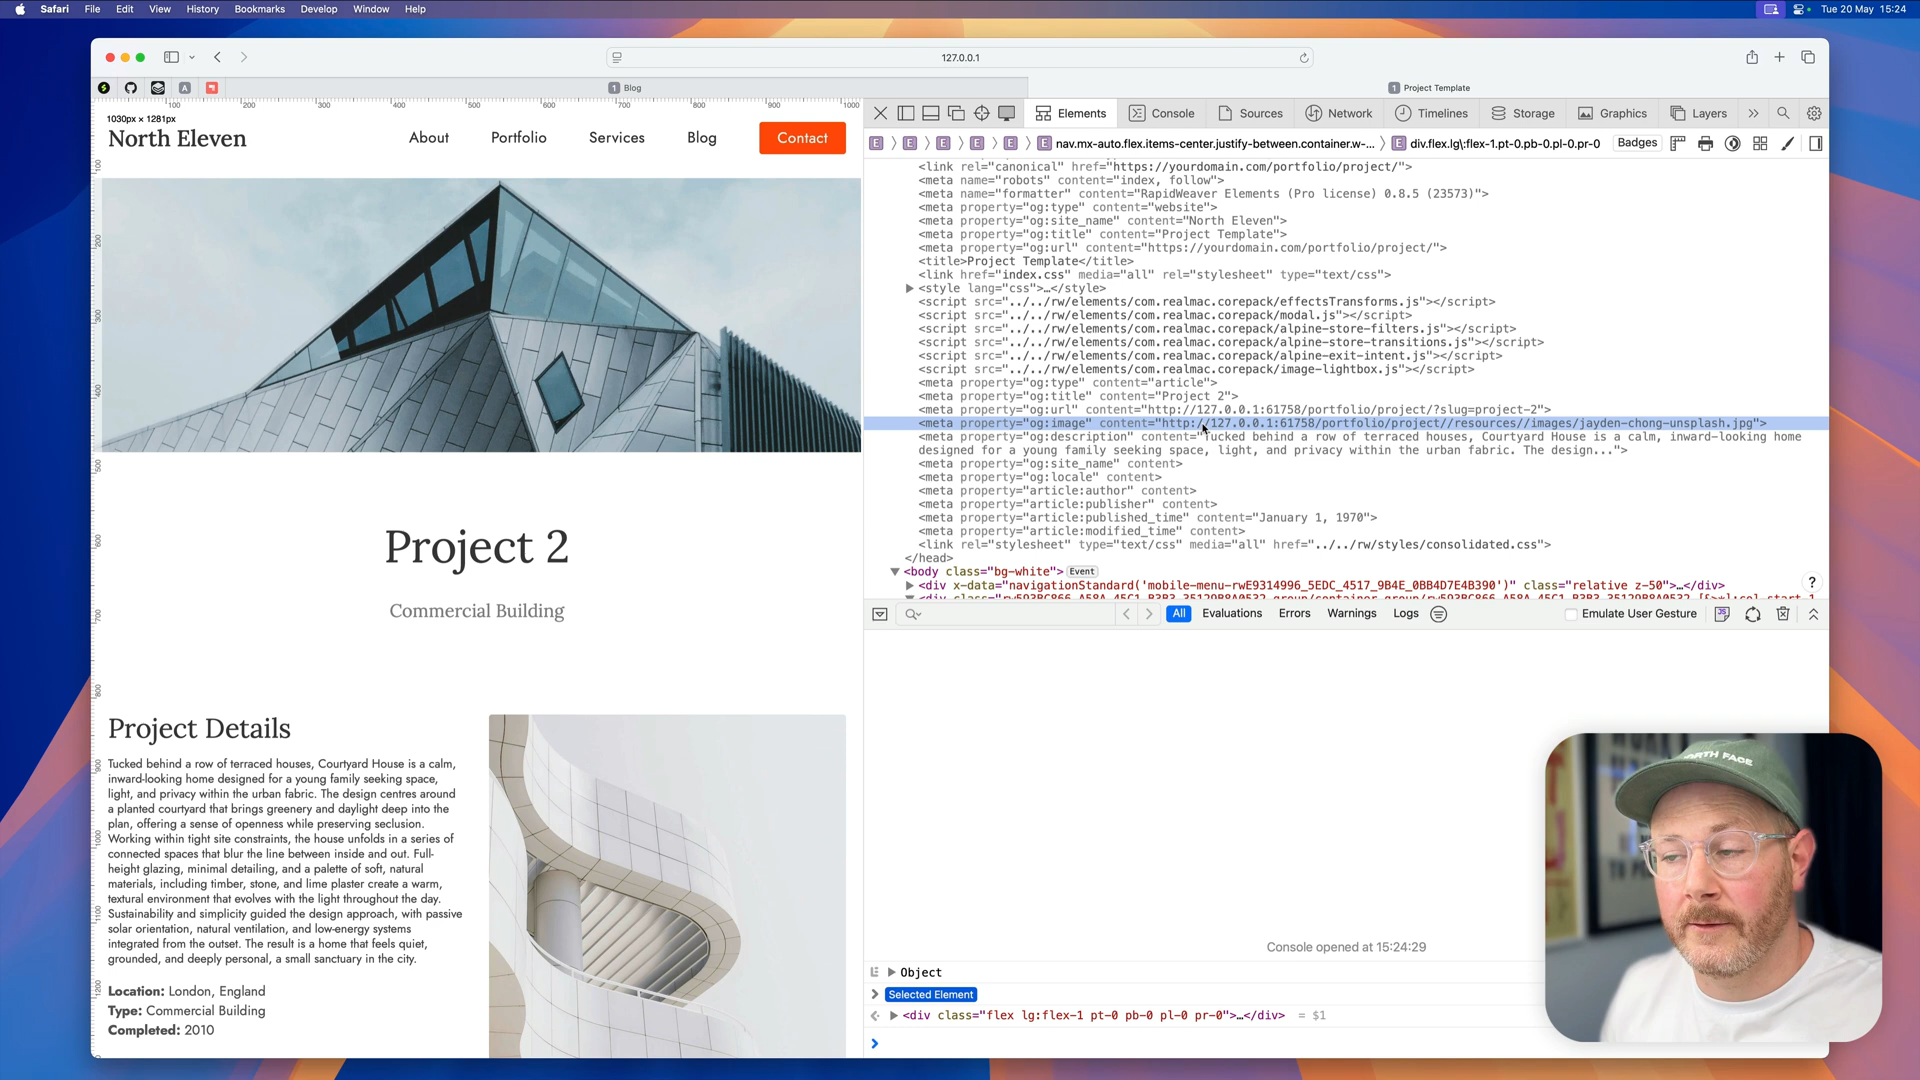 Safari File Edit View History Bookmarks Develop Window Help
Tue 20 May 15:24
127.0.0.1
1 Blog
1 Project Template
1030px × 1281px
North Eleven
About
Portfolio
Services
Blog
Contact
Project 2
Commercial Building
Project Details
Tucked behind a row of terraced houses, Courtyard House is a calm,
inward-looking home designed for a young family seeking space,
light, and privacy within the urban fabric. The design centres around
a planted courtyard that brings greenery and daylight deep into the
plan, offering a sense of openness while preserving seclusion.
Working within tight site constraints, the house unfolds in a series of
connected spaces that blur the line between inside and out. Full-
height glazing, minimal detailing, and a palette of soft, natural
materials, including timber, stone, and lime plaster create a warm,
textural environment that evolves with the light throughout the day.
Sustainability and simplicity guided the design approach, with passive
solar orientation, natural ventilation, and low-energy systems
integrated from the outset. The result is a home that feels quiet,
grounded, and deeply personal, a small sanctuary in the city.
Location: London, England
Type: Commercial Building
Completed: 2010
Elements Console Sources Network Timelines Storage Graphics Layers
E E E E E E nav.mx-auto.flex.items-center.justify-between.container.w-... E div.flex.lg\:flex-1.pt-0.pb-0.pl-0.pr-0
Badges
<link rel="canonical" href="https://yourdomain.com/portfolio/project/">
<meta name="robots" content="index, follow">
<meta name="formatter" content="RapidWeaver Elements (Pro license) 0.8.5 (23573)">
<meta property="og:type" content="website">
<meta property="og:site_name" content="North Eleven">
<meta property="og:title" content="Project Template">
<meta property="og:url" content="https://yourdomain.com/portfolio/project/">
<title>Project Template</title>
<link href="index.css" media="all" rel="stylesheet" type="text/css">
<style lang="css">…</style>
<script src="../../rw/elements/com.realmac.corepack/effectsTransforms.js"></script>
<script src="../../rw/elements/com.realmac.corepack/modal.js"></script>
<script src="../../rw/elements/com.realmac.corepack/alpine-store-filters.js"></script>
<script src="../../rw/elements/com.realmac.corepack/alpine-store-transitions.js"></script>
<script src="../../rw/elements/com.realmac.corepack/alpine-exit-intent.js"></script>
<script src="../../rw/elements/com.realmac.corepack/image-lightbox.js"></script>
<meta property="og:type" content="article">
<meta property="og:title" content="Project 2">
<meta property="og:url" content="http://127.0.0.1:61758/portfolio/project/?slug=project-2">
<meta property="og:image" content="http://127.0.0.1:61758/portfolio/project//resources//images/jayden-chong-unsplash.jpg">
<meta property="og:description" content="Tucked behind a row of terraced houses, Courtyard House is a calm, inward-looking home
designed for a young family seeking space, light, and privacy within the urban fabric. The design...">
<meta property="og:site_name" content>
<meta property="og:locale" content>
<meta property="article:author" content>
<meta property="article:publisher" content>
<meta property="article:published_time" content="January 1, 1970">
<meta property="article:modified_time" content>
<link rel="stylesheet" type="text/css" media="all" href="../../rw/styles/consolidated.css">
</head>
<body class="bg-white"> Event
<div x-data="navigationStandard('mobile-menu-rwE9314996_5EDC_4517_9B4E_0BB4D7E4B390')" class="relative z-50">…</div>
All Evaluations Errors Warnings Logs
Emulate User Gesture
Console opened at 15:24:29
Object
Selected Element
<div class="flex lg:flex-1 pt-0 pb-0 pl-0 pr-0">…</div> = $1
NORTH FACE